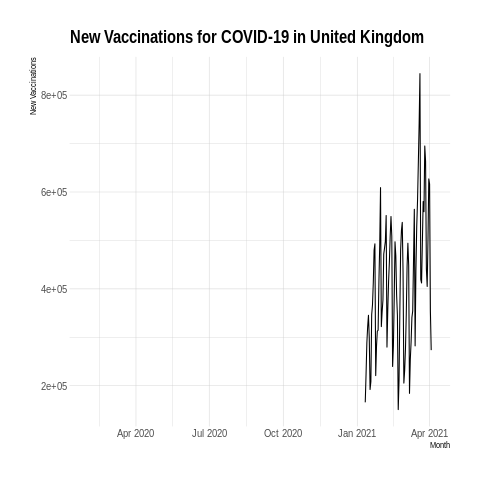 New Vaccinations for COVID-19 in United Kingdom
New Vaccinations
8e+05
6e+05
4e+05
2e+05
Apr 2020 Jul 2020 Oct 2020 Jan 2021 Apr 2021
Month